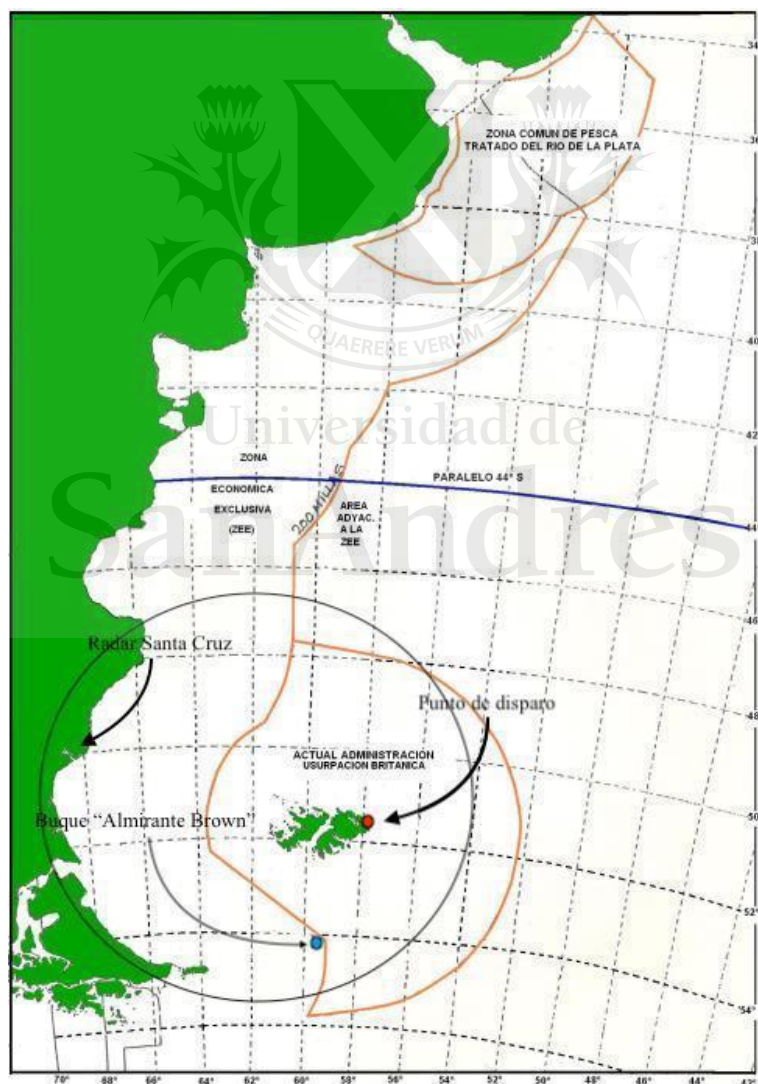 34°
ZONA COMUN DE PESCA
TRATADO DEL RIO DE LA PLATA
36°
38°
QUAERERE VERUM
40°
Universidad de
SanAndrés
42°
ZONA
ECONOMICA
EXCLUSIVA
(ZEE)
200 MILLAS
AREA
ADYAC.
A LA
ZEE
PARALELO 44° S
44°
46°
Radar Santa Cruz
Punto de disparo
48°
ACTUAL ADMINISTRACIÓN
USURPACION BRITANICA
50°
Buque “Almirante Brown”
52°
54°
70° 68° 66° 64° 62° 60° 58° 56° 54° 52° 50° 48° 46° 44° 42°